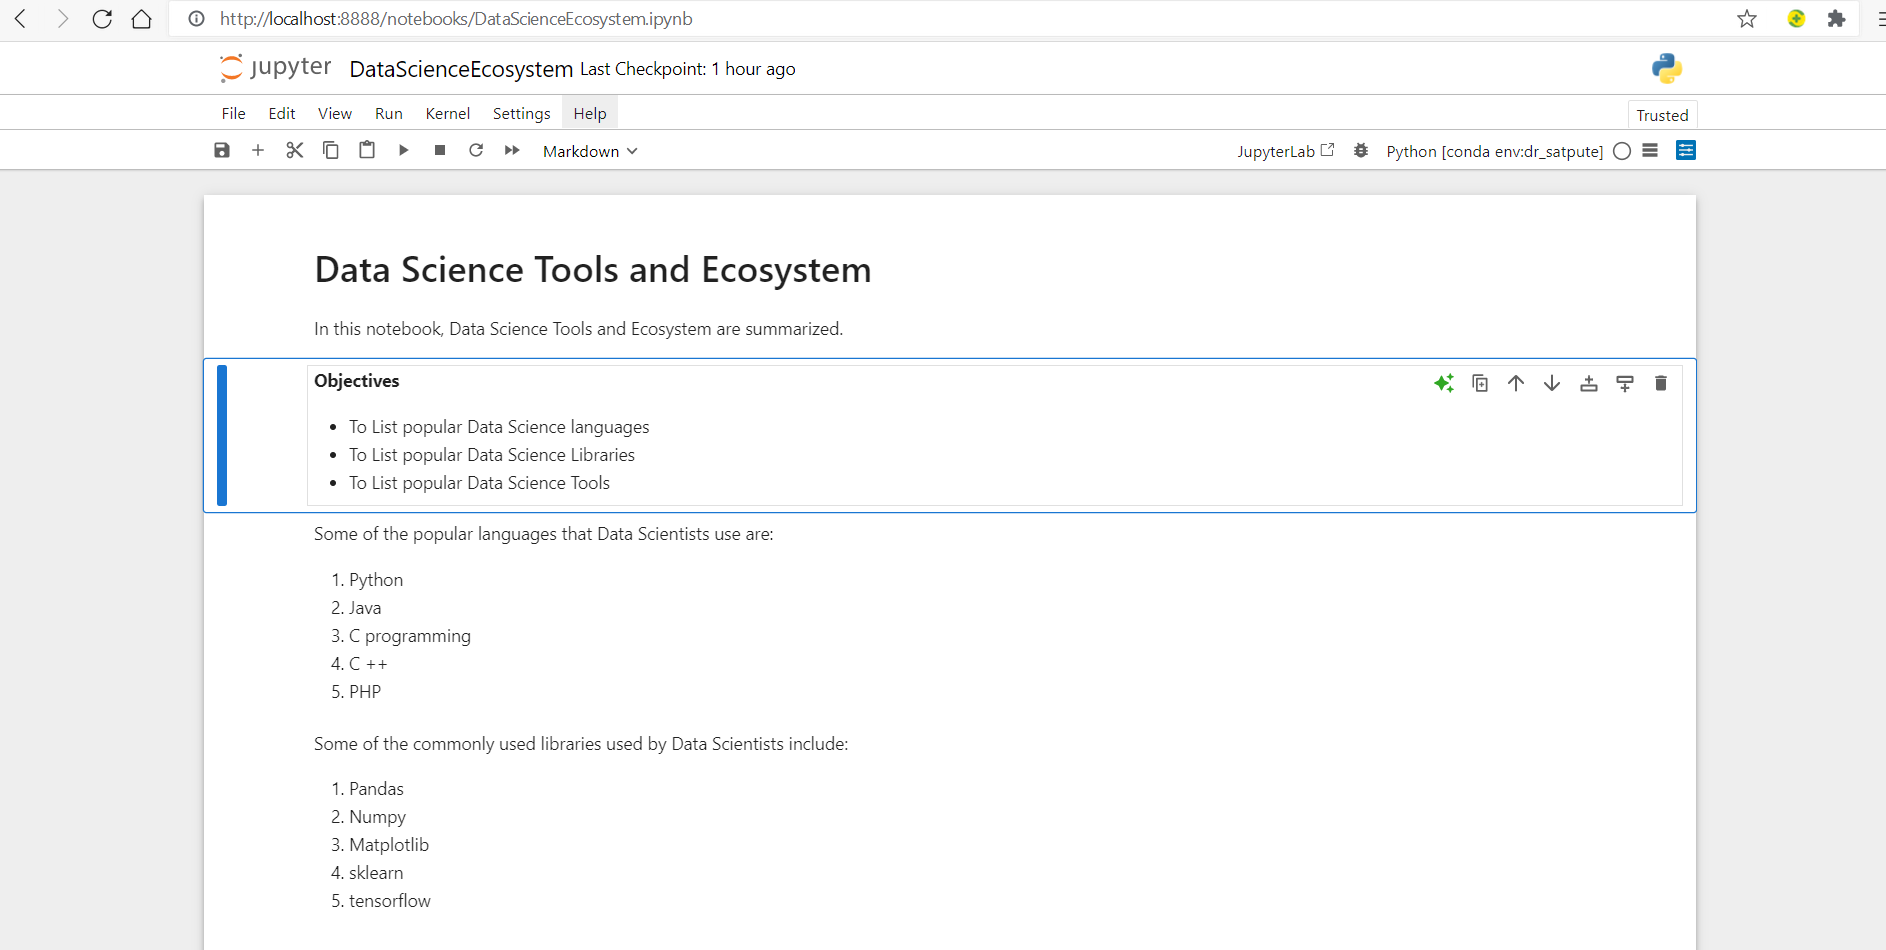 http://localhost:8888/notebooks/DataScienceEcosystem.ipynb
jupyter DataScienceEcosystem Last Checkpoint: 1 hour ago
File Edit View Run Kernel Settings Help Trusted
Markdown JupyterLab Python [conda env:dr_satpute]
Data Science Tools and Ecosystem
In this notebook, Data Science Tools and Ecosystem are summarized.
Objectives
• To List popular Data Science languages
• To List popular Data Science Libraries
• To List popular Data Science Tools
Some of the popular languages that Data Scientists use are:
1. Python
2. Java
3. C programming
4. C ++
5. PHP
Some of the commonly used libraries used by Data Scientists include:
1. Pandas
2. Numpy
3. Matplotlib
4. sklearn
5. tensorflow